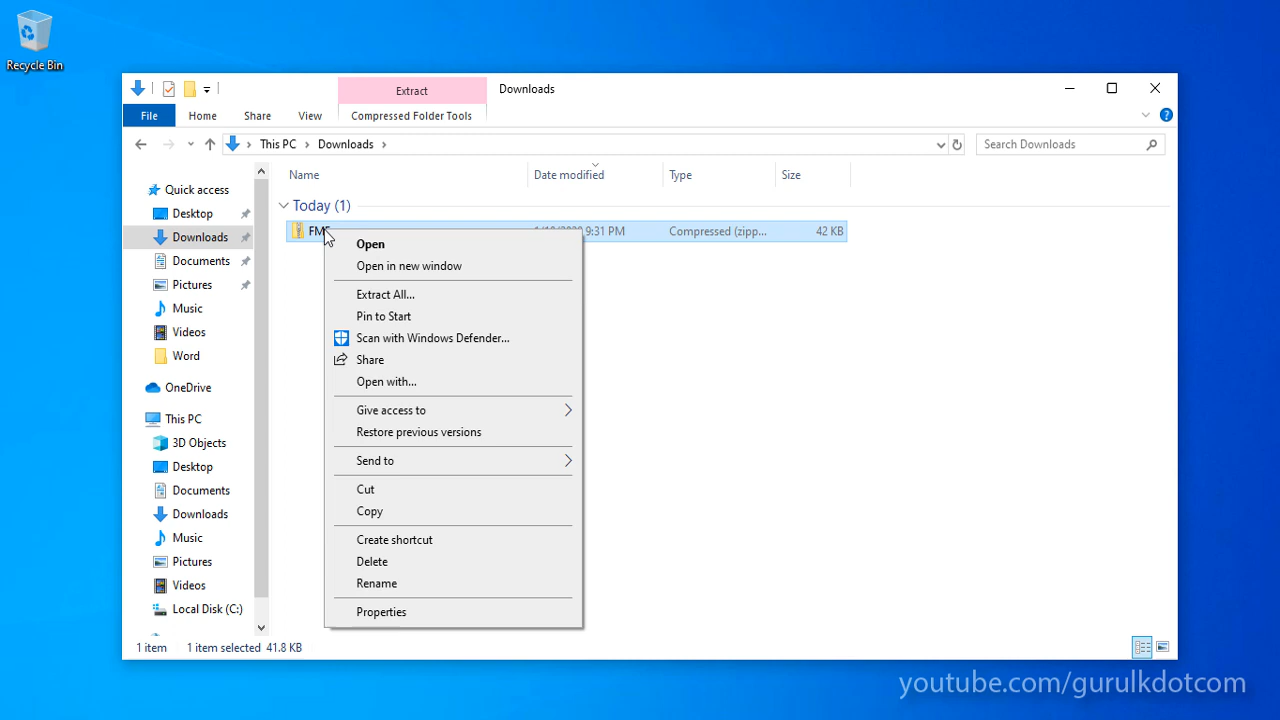 Recycle Bin
Extract
Downloads
File
Home
Share
View
Compressed Folder Tools
This PC
Downloads
Search Downloads
Name
Date modified
Type
Size
Today (1)
9:31 PM
Compressed (zipp...
42 KB
Quick access
Desktop
Downloads
Documents
Pictures
Music
Videos
Word
OneDrive
This PC
3D Objects
Desktop
Documents
Downloads
Music
Pictures
Videos
Local Disk (C:)
Open
Open in new window
Extract All...
Pin to Start
Scan with Windows Defender...
Share
Open with...
Give access to
Restore previous versions
Send to
Cut
Copy
Create shortcut
Delete
Rename
Properties
1 item
1 item selected 41.8 KB
youtube.com/gurulkdotcom